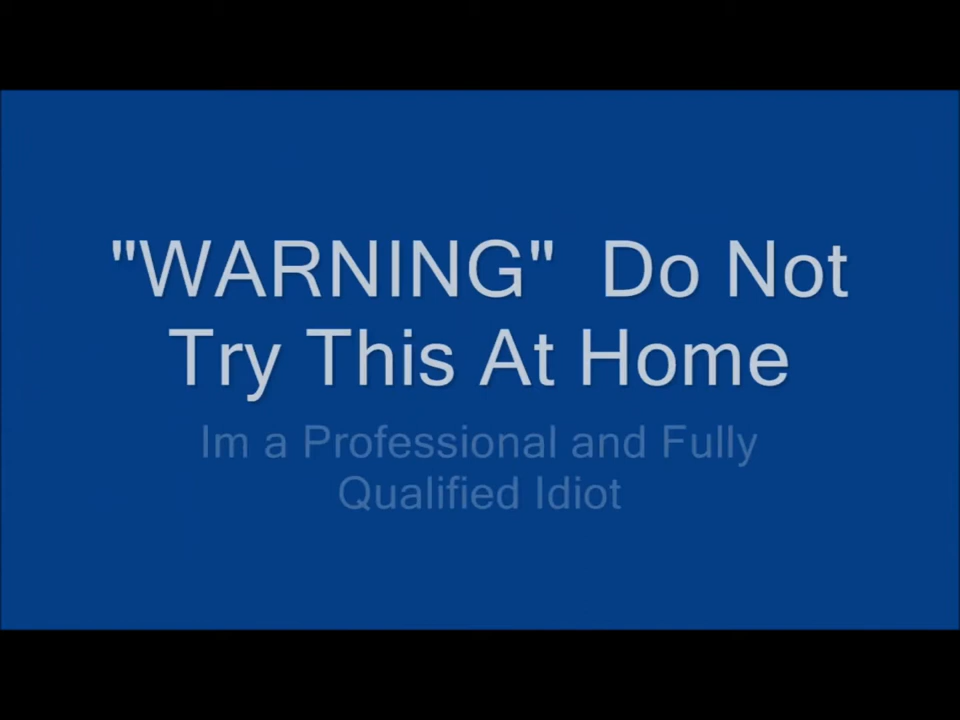 "WARNING"  Do Not
Try This At Home
Im a Professional and Fully
Qualified Idiot